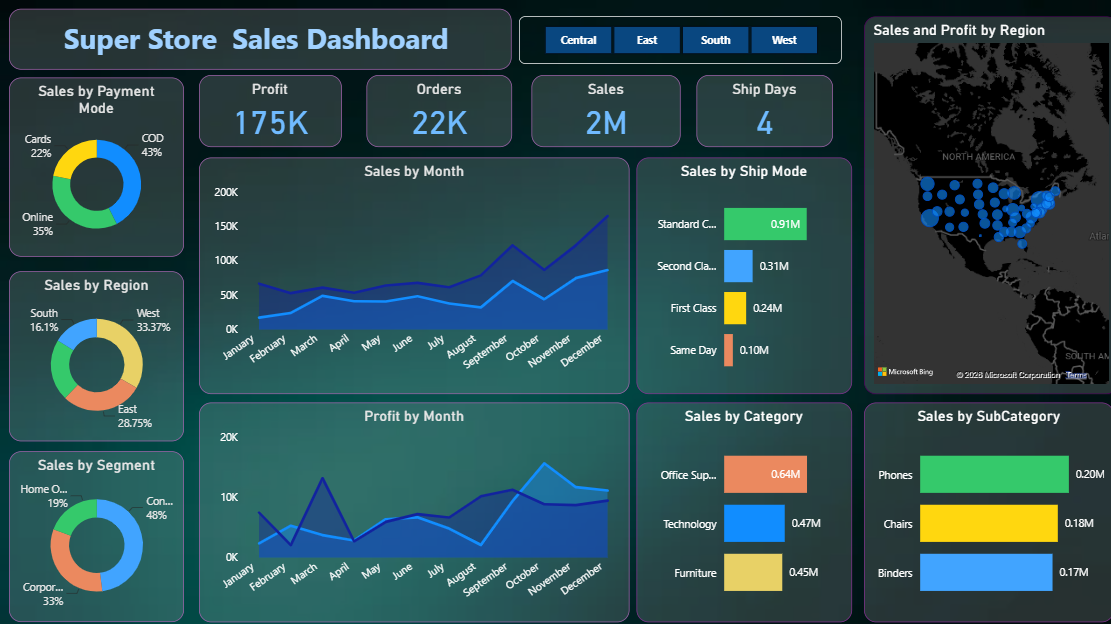 Super Store  Sales Dashboard
Central
East
South
West
Sales by Payment
Mode
Cards
22%
COD
43%
Online
35%
Profit
175K
Orders
22K
Sales
2M
Ship Days
4
Sales and Profit by Region
NORTH AMERICA
Atlan
SOUTH AM
Microsoft Bing
© 2026 Microsoft Corporation
Terms
Sales by Month
200K
150K
100K
50K
0K
January
February
March
April
May
June
July
August
September
October
November
December
Sales by Ship Mode
Standard C...
0.91M
Second Cla...
0.31M
First Class
0.24M
Same Day
0.10M
Sales by Region
South
16.1%
West
33.37%
East
28.75%
Profit by Month
20K
10K
0K
January
February
March
April
May
June
July
August
September
October
November
December
Sales by Category
Office Sup...
0.64M
Technology
0.47M
Furniture
0.45M
Sales by SubCategory
Phones
0.20M
Chairs
0.18M
Binders
0.17M
Sales by Segment
Home O...
19%
Con...
48%
Corpor...
33%